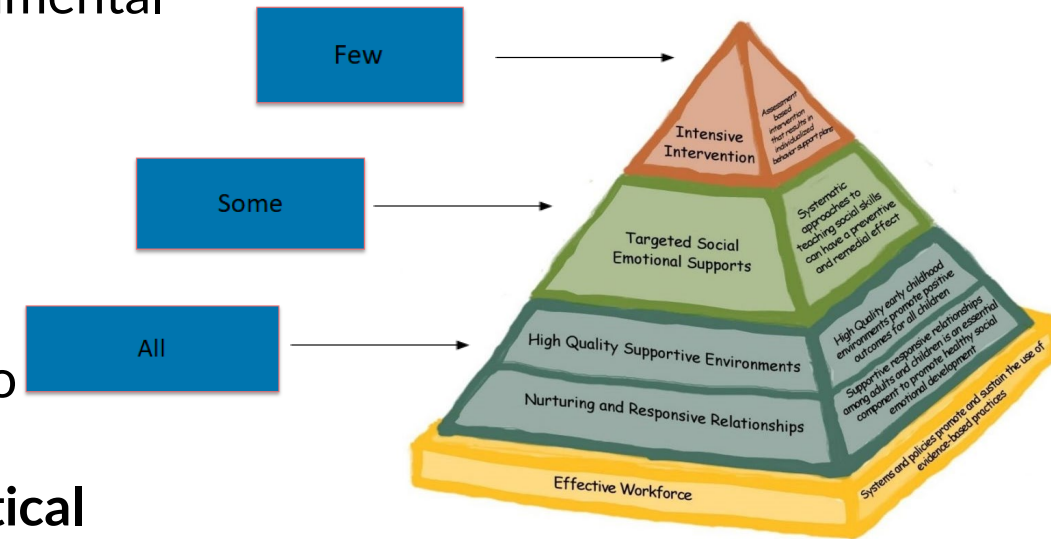 Few
Some
All
tical
Intensive
Intervention
Assessment
based
intervention
that results in
individualized
behavior support plans
Targeted Social
Emotional Supports
Systematic
approaches to
teaching social skills
can have a preventive
and remedial effect
High Quality Supportive Environments
Nurturing and Responsive Relationships
High Quality early childhood
environments promote positive
outcomes for all children
Supportive responsive relationships
among adults and children is an essential
component to promote healthy social
emotional development
Effective Workforce
Systems and policies promote and sustain the use of
evidence-based practices